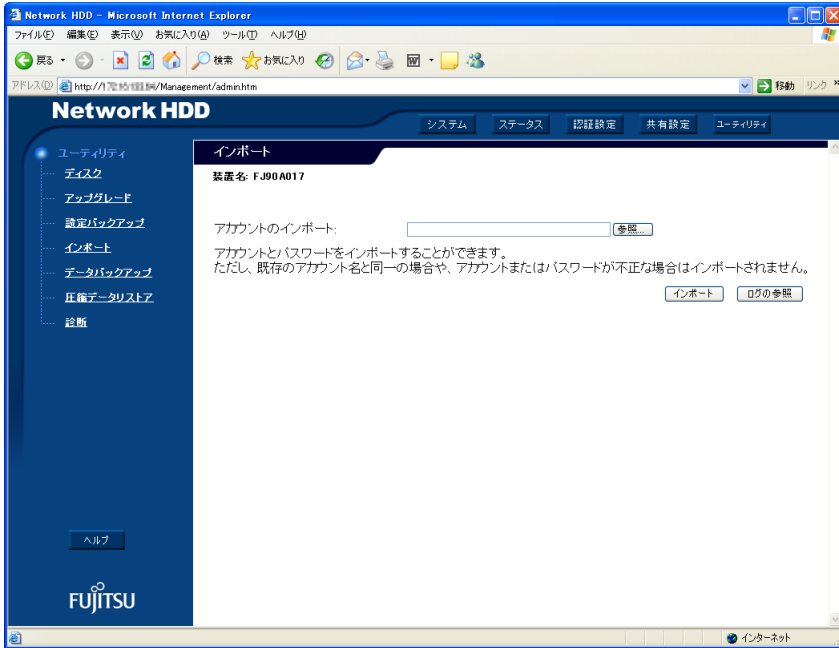 Network HDD - Microsoft Internet Explorer
ファイル(F) 編集(E) 表示(V) お気に入り(A) ツール(T) ヘルプ(H)
戻る 検索 お気に入り
アドレス(D) http://17 /Management/admin.htm 移動 リンク »
Network HDD
システム ステータス 認証設定 共有設定 ユーティリティ
ユーティリティ
ディスク
アップグレード
設定バックアップ
インポート
データバックアップ
圧縮データリストア
診断
ヘルプ
FUJITSU
インポート
装置名: FJ90A017
アカウントのインポート: 参照...
アカウントとパスワードをインポートすることができます。
ただし、既存のアカウント名と同一の場合や、アカウントまたはパスワードが不正な場合はインポートされません。
インポート ログの参照
インターネット